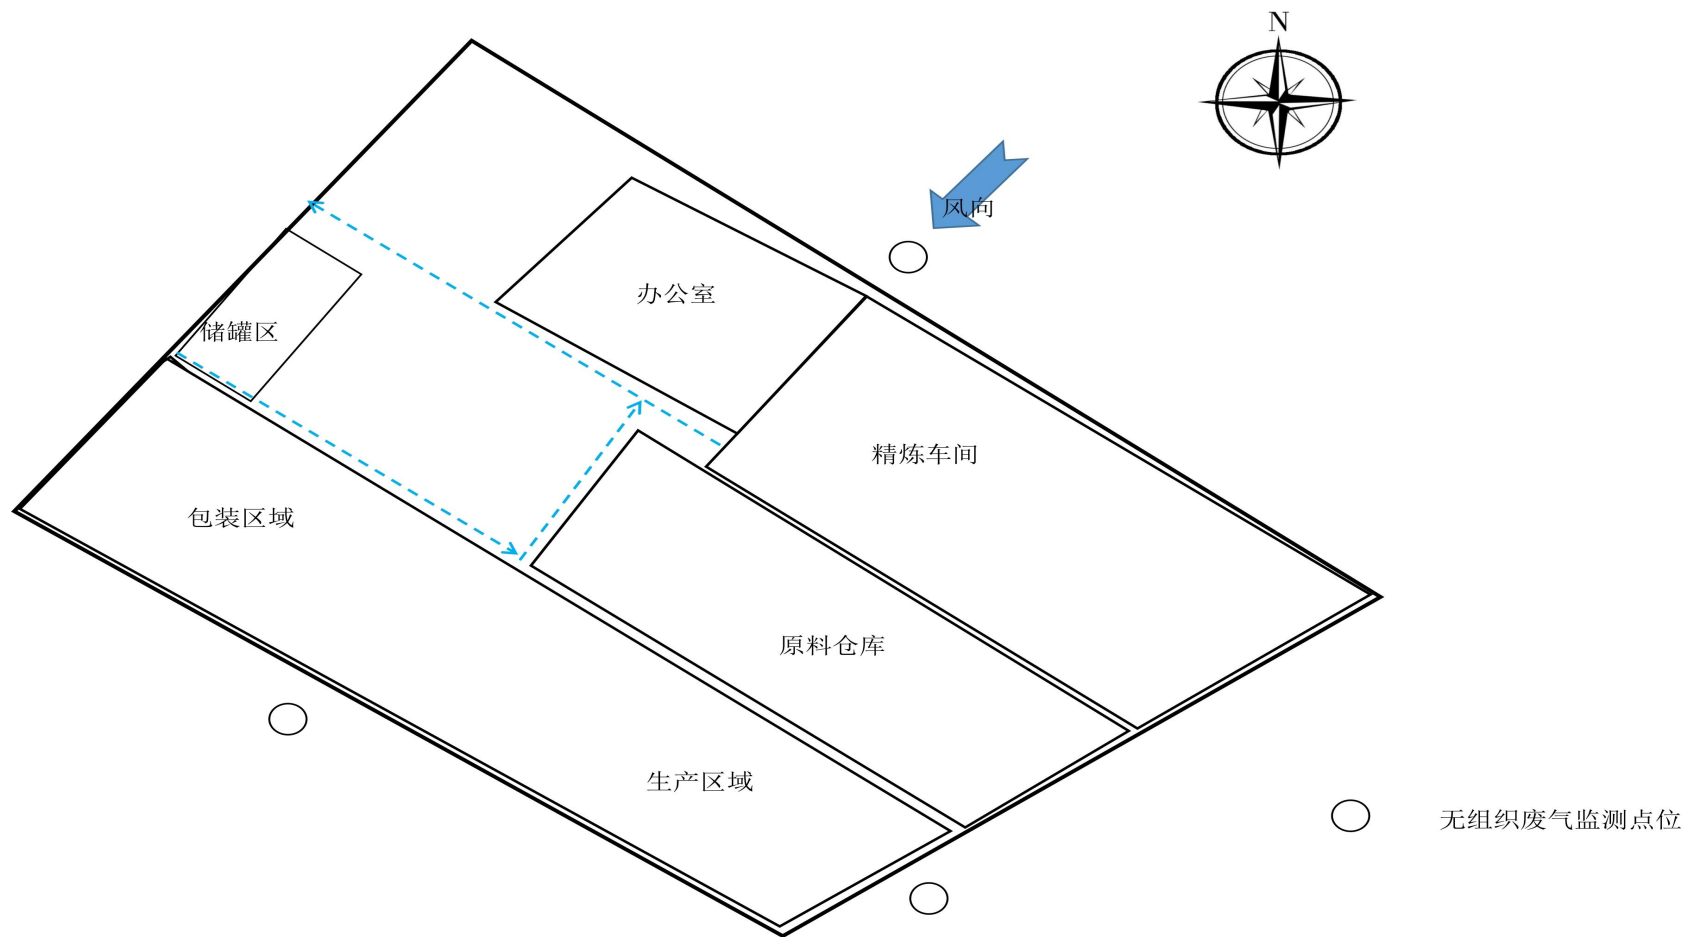 N
风向
办公室
储罐区
精炼车间
包装区域
原料仓库
生产区域
无组织废气监测点位